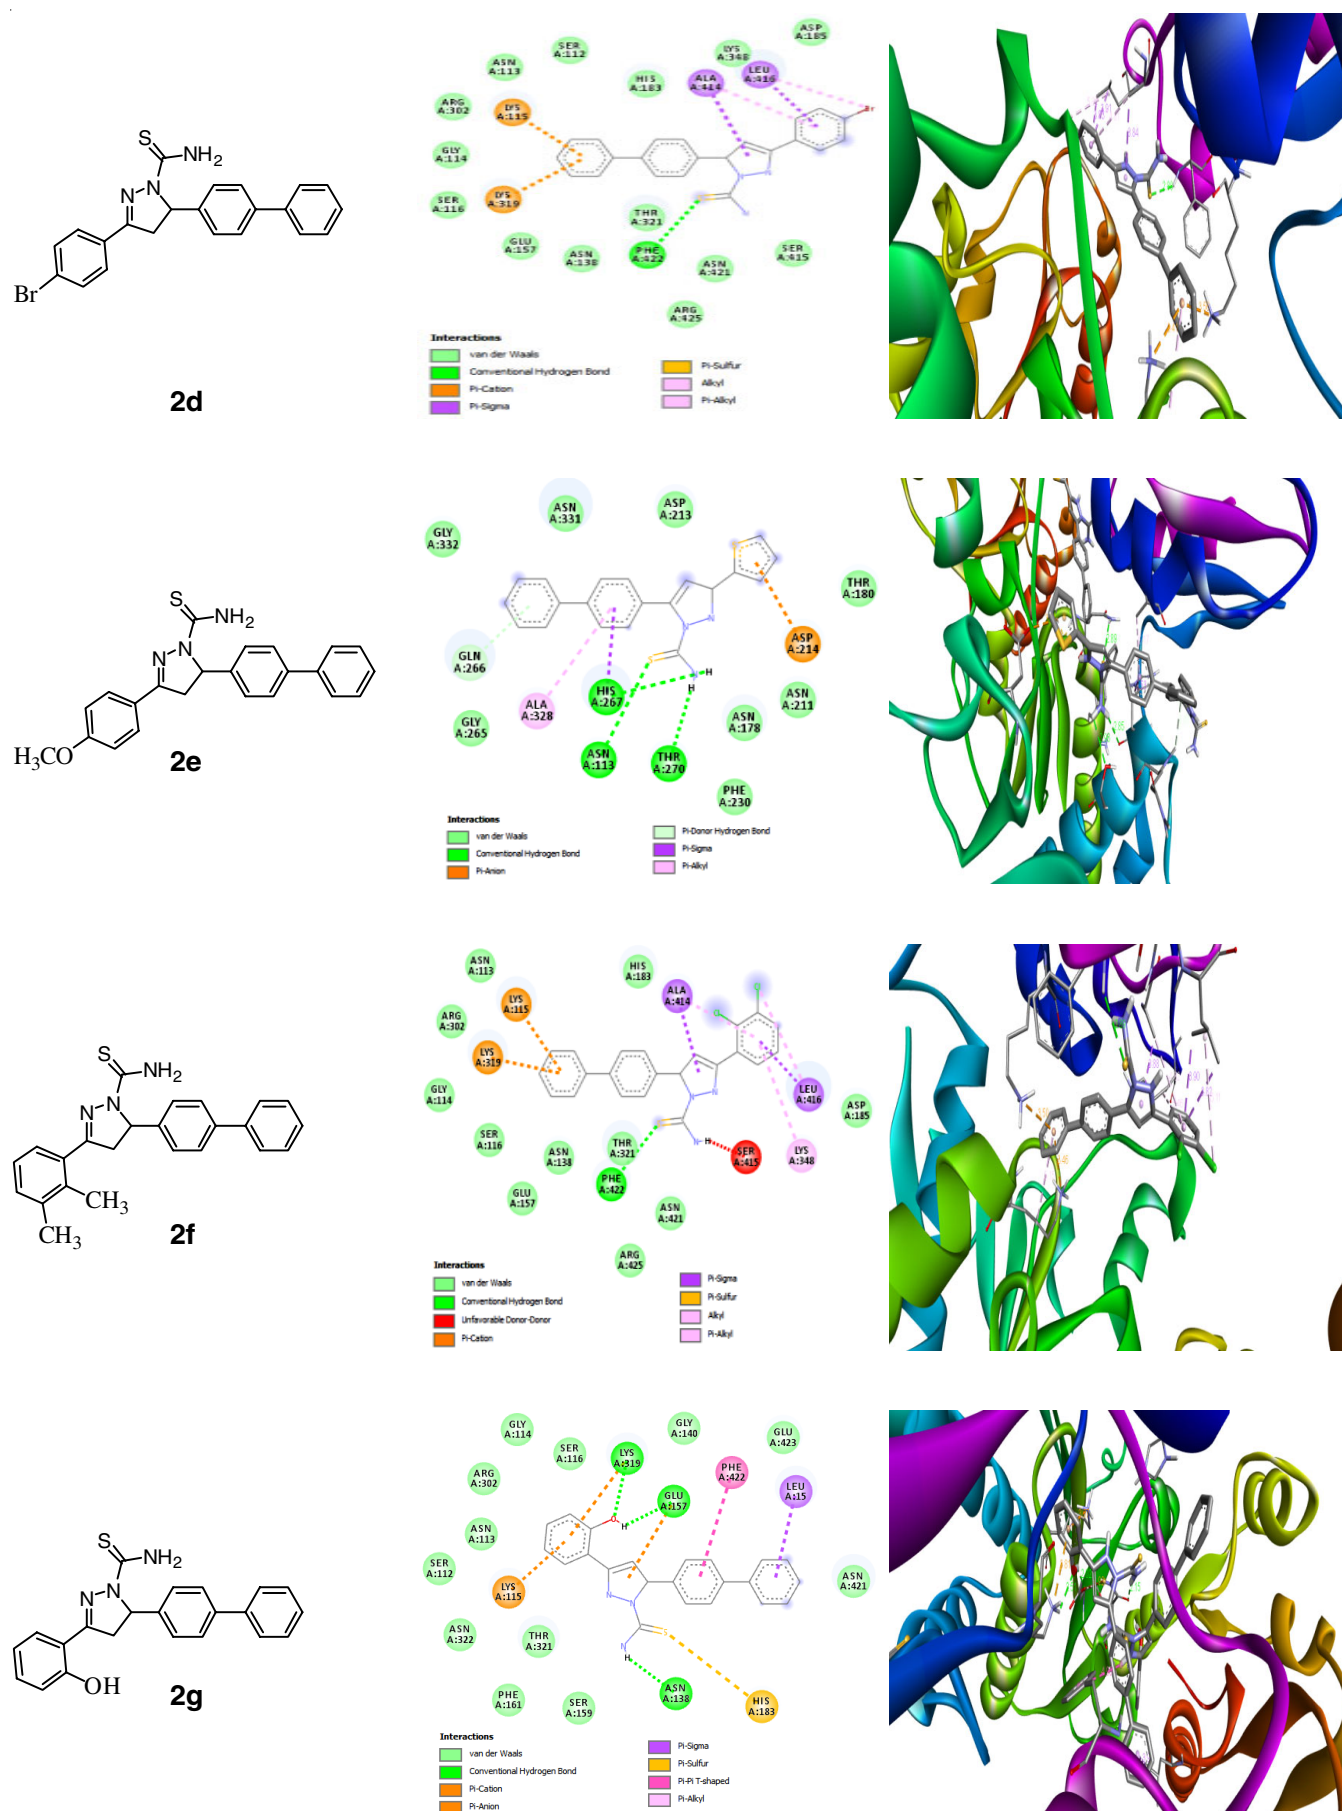 S
NH2
N
N
Br
2d
ASP
A:185
SER
A:112
LYS
A:348
ASN
A:113
LEU
A:416
HIS
A:183
ALA
A:414
ARG
A:302
LYS
A:115
Br
GLY
A:114
SER
A:116
LYS
A:319
THR
A:321
GLU
A:157
ASN
A:138
PHE
A:422
ASN
A:421
SER
A:415
ARG
A:425
Interactions
van der Waals
Conventional Hydrogen Bond
Pi-Cation
Pi-Sigma
Pi-Sulfur
Alkyl
Pi-Alkyl
S
NH2
N
N
H3CO
2e
ASN
A:331
ASP
A:213
GLY
A:332
THR
A:180
ASP
A:214
GLN
A:266
HIS
A:267
H
H
ALA
A:328
ASN
A:211
ASN
A:178
GLY
A:265
ASN
A:113
THR
A:270
PHE
A:230
Interactions
van der Waals
Conventional Hydrogen Bond
Pi-Anion
Pi-Donor Hydrogen Bond
Pi-Sigma
Pi-Alkyl
S
NH2
N
N
CH3
CH3
2f
ASN
A:113
HIS
A:183
ALA
A:414
LYS
A:115
ARG
A:302
LYS
A:319
GLY
A:114
LEU
A:416
ASP
A:185
SER
A:116
ASN
A:138
THR
A:321
N
H
SER
A:415
LYS
A:348
PHE
A:422
GLU
A:157
ASN
A:421
ARG
A:425
Interactions
van der Waals
Conventional Hydrogen Bond
Unfavorable Donor-Donor
Pi-Cation
Pi-Sigma
Pi-Sulfur
Alkyl
Pi-Alkyl
S
NH2
N
N
OH
2g
GLY
A:114
SER
A:116
LYS
A:319
GLY
A:140
GLU
A:423
PHE
A:422
ARG
A:302
LEU
A:15
GLU
A:157
O
H
ASN
A:113
SER
A:112
LYS
A:115
ASN
A:421
ASN
A:322
THR
A:321
N
H
S
PHE
A:161
SER
A:159
ASN
A:138
HIS
A:183
Interactions
van der Waals
Conventional Hydrogen Bond
Pi-Cation
Pi-Anion
Pi-Sigma
Pi-Sulfur
Pi-Pi T-shaped
Pi-Alkyl